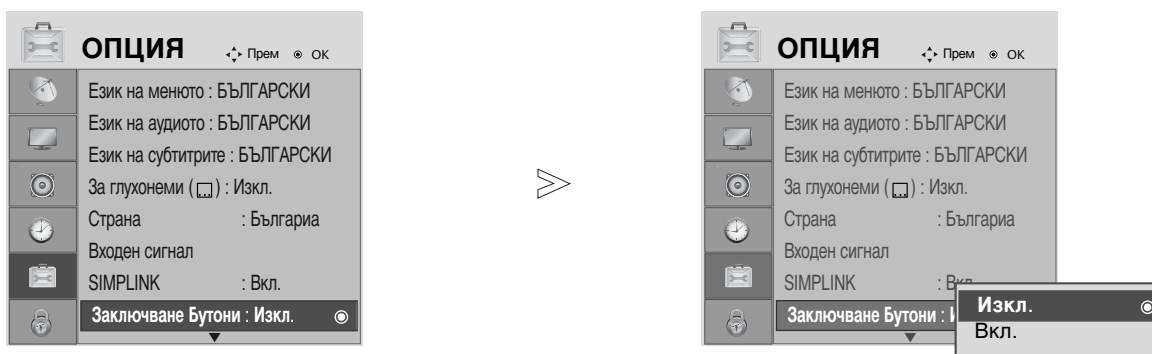 ОПЦИЯ Прем OK
Език на менюто : БЪЛГАРСКИ
Език на аудиото : БЪЛГАРСКИ
Език на субтитрите : БЪЛГАРСКИ
За глухонеми ( ) : Изкл.
Страна : Българиа
Входен сигнал
SIMPLINK : Вкл.
Заключване Бутони : Изкл.
ОПЦИЯ Прем OK
Език на менюто : БЪЛГАРСКИ
Език на аудиото : БЪЛГАРСКИ
Език на субтитрите : БЪЛГАРСКИ
За глухонеми ( ) : Изкл.
Страна : Българиа
Входен сигнал
SIMPLINK :
Заключване Бутони :
Изкл.
Вкл.